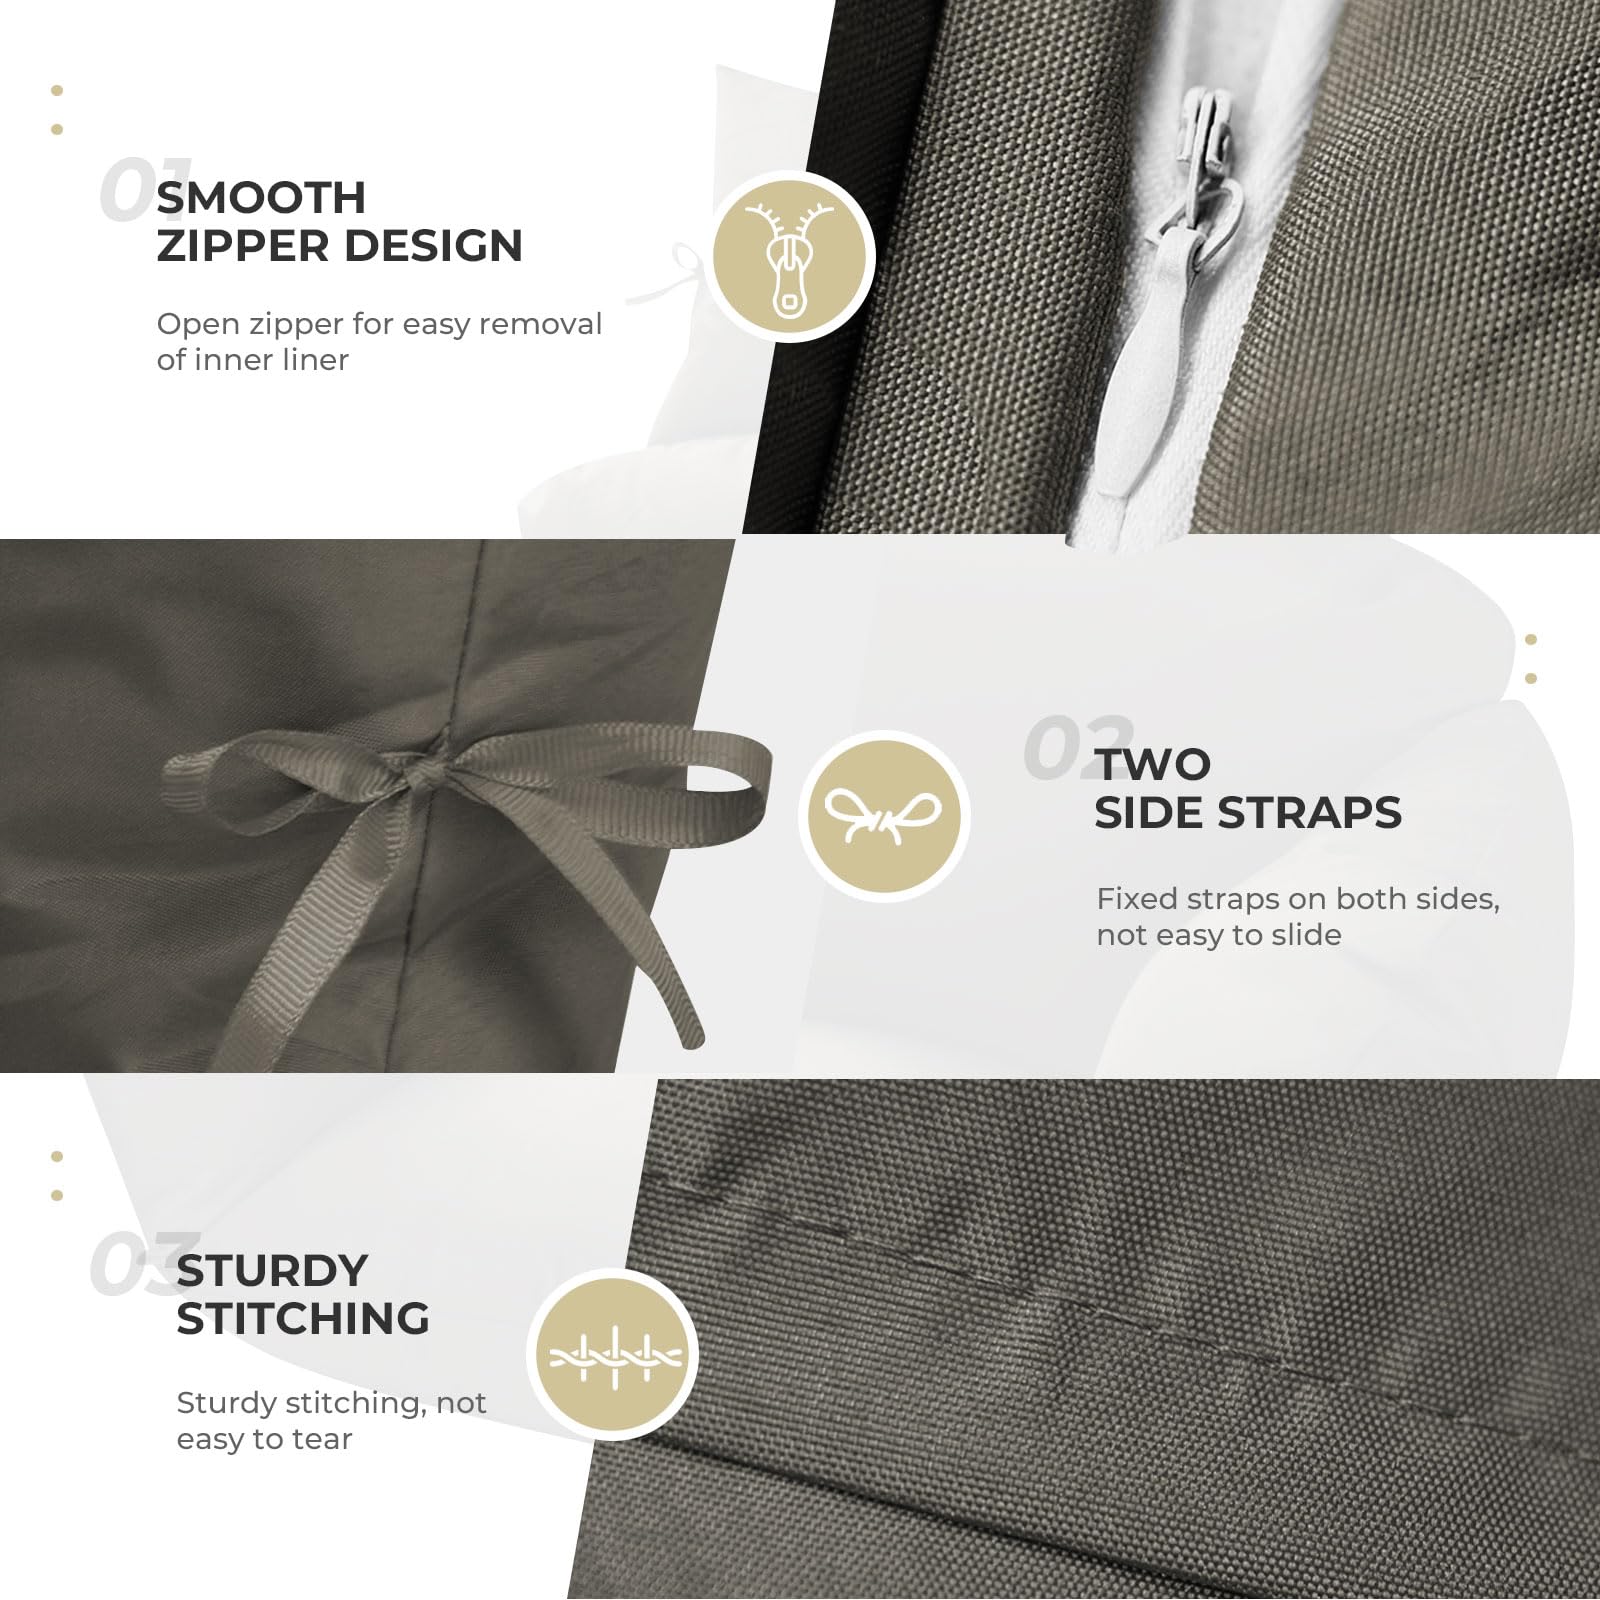 01
SMOOTH
ZIPPER DESIGN
Open zipper for easy removal
of inner liner
02
TWO
SIDE STRAPS
Fixed straps on both sides,
not easy to slide
03
STURDY
STITCHING
Sturdy stitching, not
easy to tear